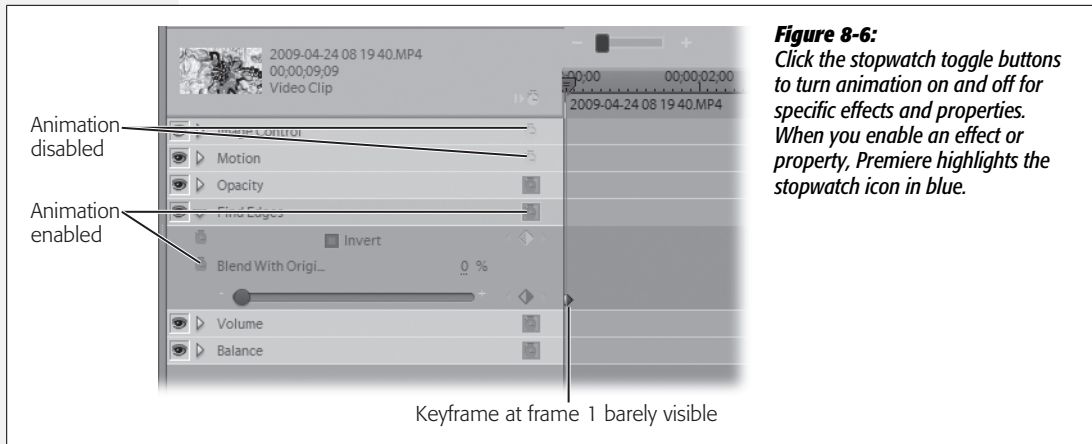 2009-04-24 08 19 40.MP4
00;00;09;09
Video Clip
00;00 00;00;02;00
2009-04-24 08 19 40.MP4
Animation disabled
Image Control
Motion
Opacity
Animation enabled
Find Edges
Invert
Blend With Origi...
0 %
Volume
Balance
Keyframe at frame 1 barely visible
Figure 8-6:
Click the stopwatch toggle buttons
to turn animation on and off for
specific effects and properties.
When you enable an effect or
property, Premiere highlights the
stopwatch icon in blue.